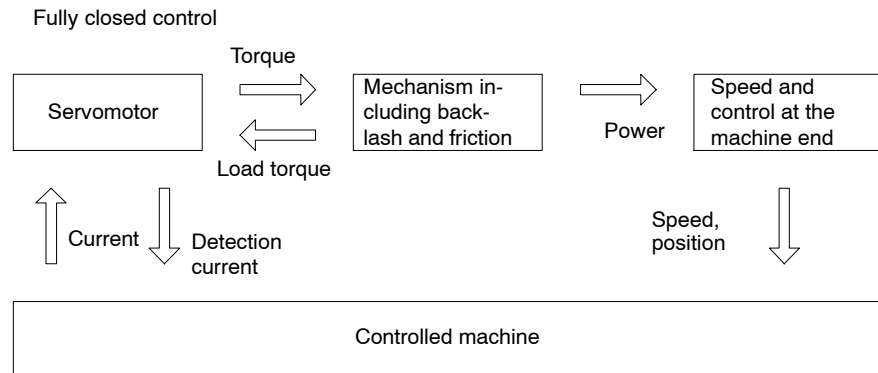 Fully closed control
Torque
Servomotor
Mechanism in-
cluding back-
lash and friction
Speed and
control at the
machine end
Load torque
Power
Current
Detection
current
Speed,
position
Controlled machine